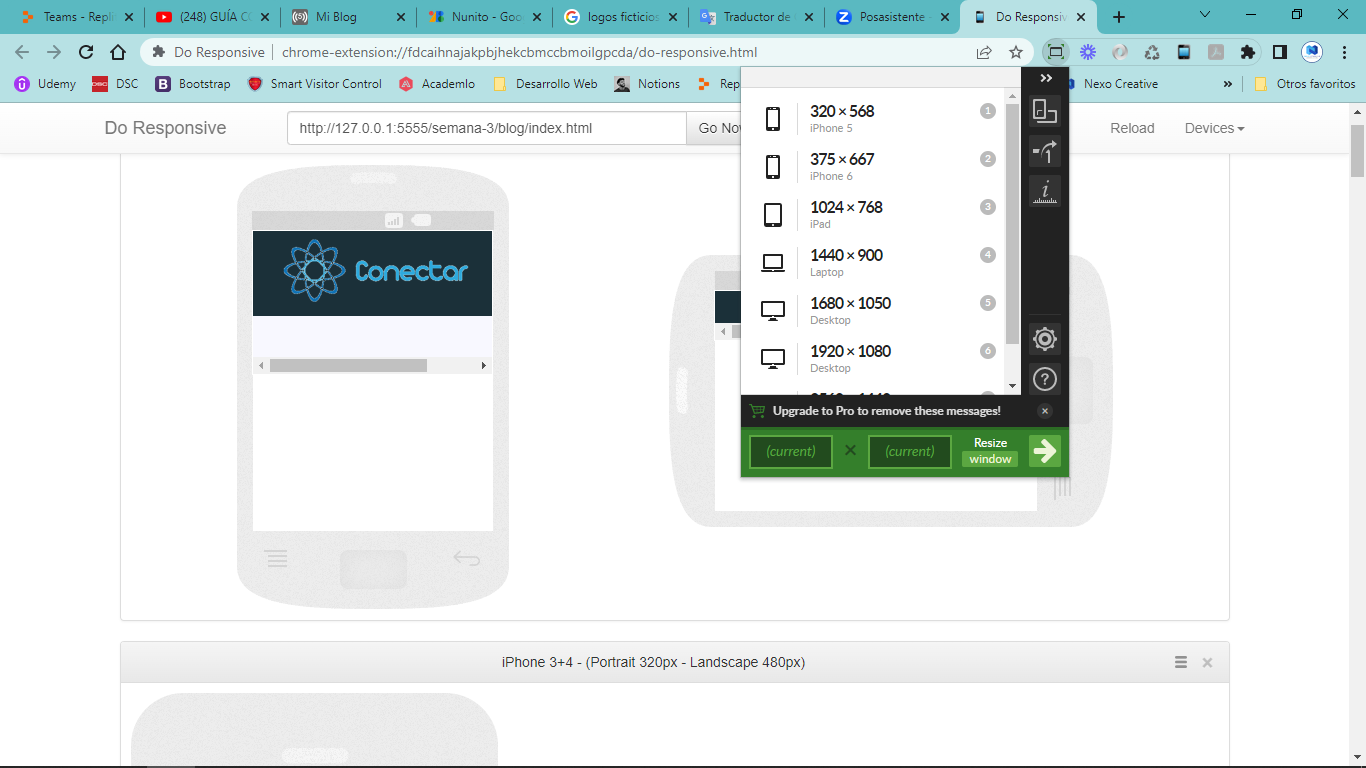 Teams - Repli
(248) GUÍA CO
Mi Blog
Nunito - Goo
logos ficticios
Traductor de
Posasistente -
Do Responsiv
Do Responsive
chrome-extension://fdcaihnajakpbjhekcbmccbmoilgpcda/do-responsive.html
Udemy
DSC
Bootstrap
Smart Visitor Control
Academlo
Desarrollo Web
Notions
Rep
Nexo Creative
»
Otros favoritos
Do Responsive
http://127.0.0.1:5555/semana-3/blog/index.html
Go Now
Reload
Devices
Conectar
320 × 568
iPhone 5
1
375 × 667
iPhone 6
2
1024 × 768
iPad
3
1440 × 900
Laptop
4
1680 × 1050
Desktop
5
1920 × 1080
Desktop
6
Upgrade to Pro to remove these messages!
(current)
(current)
Resize
window
iPhone 3+4 - (Portrait 320px - Landscape 480px)